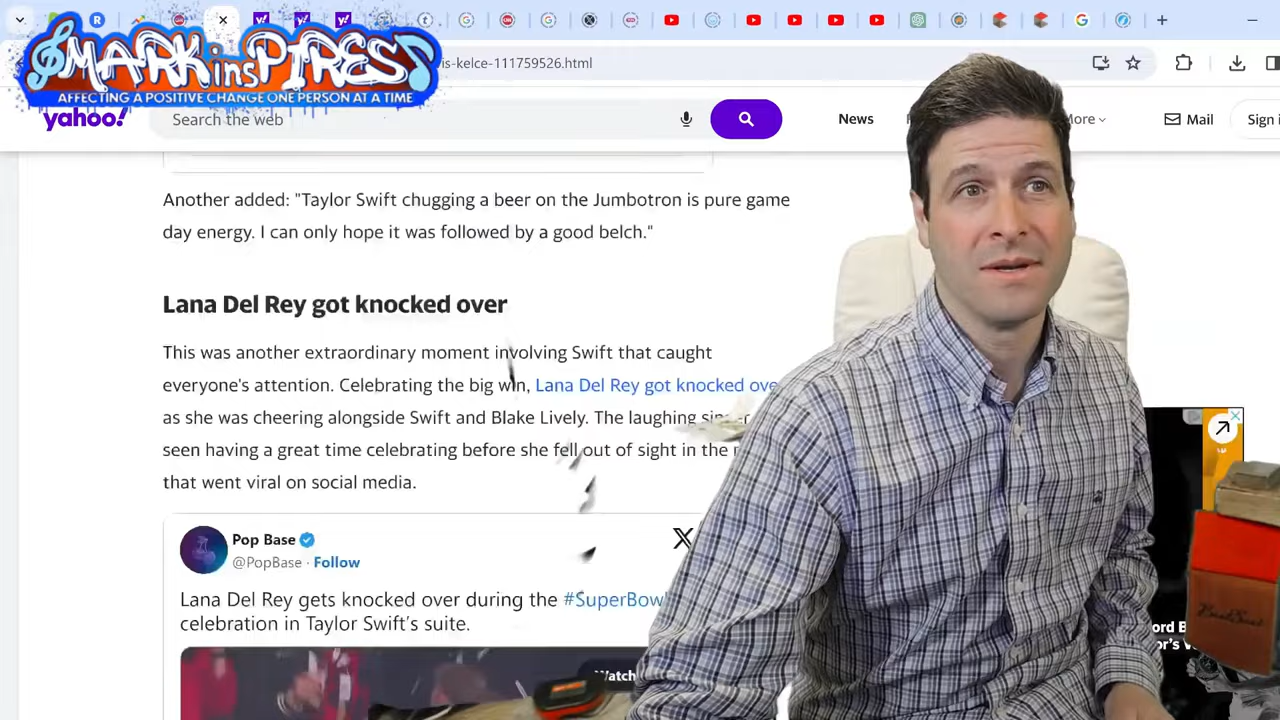 MARKinsPIRES
AFFECTING A POSITIVE CHANGE ONE PERSON AT A TIME
is-kelce-111759526.html
yahoo!
Search the web
News
More
Mail
Sign i
Another added: "Taylor Swift chugging a beer on the Jumbotron is pure game
day energy. I can only hope it was followed by a good belch."
Lana Del Rey got knocked over
This was another extraordinary moment involving Swift that caught
everyone's attention. Celebrating the big win, Lana Del Rey got knocked ove
as she was cheering alongside Swift and Blake Lively. The laughing
seen having a great time celebrating before she fell out of sight in the
that went viral on social media.
Pop Base
@PopBase · Follow
Lana Del Rey gets knocked over during the #SuperBowl
celebration in Taylor Swift's suite.
Watch
ord B
or's V